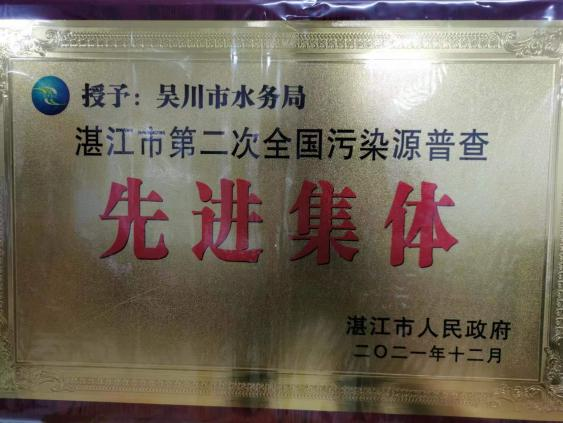 授予：吴川市水务局
湛江市第二次全国污染源普查
先进集体
湛江市人民政府
二〇二一年十二月